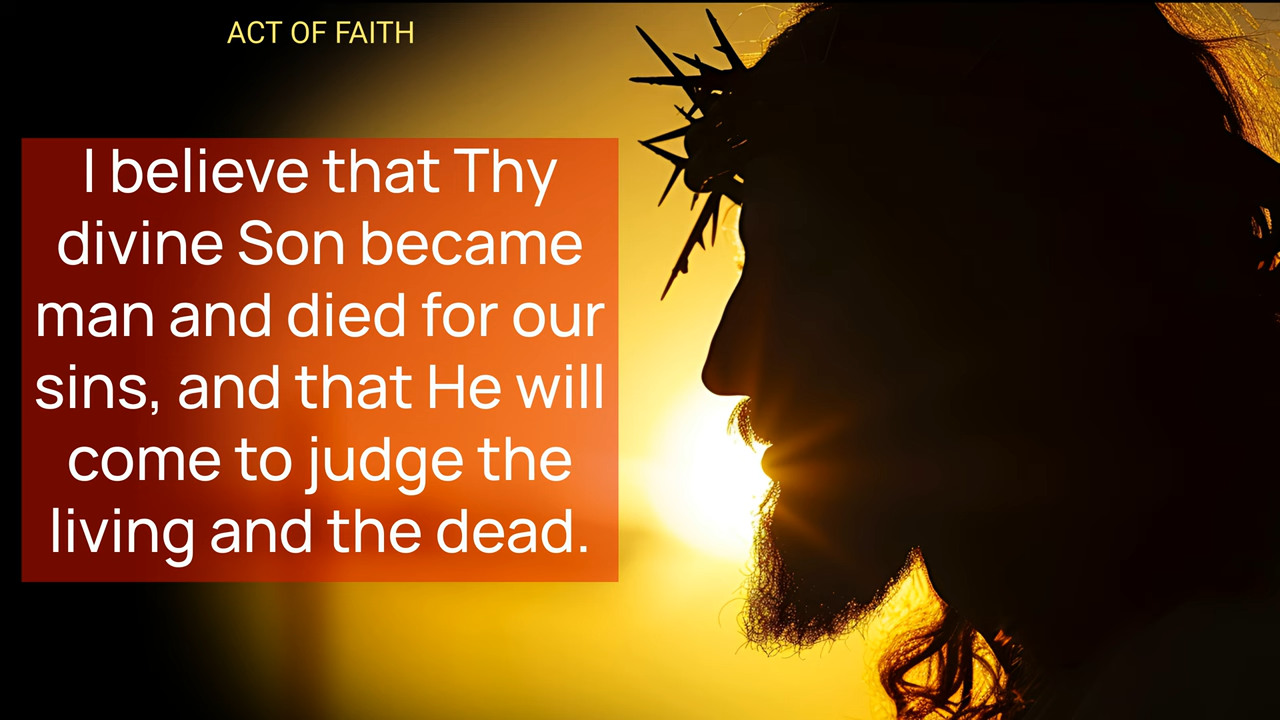 ACT OF FAITH
I believe that Thy
divine Son became
man and died for our
sins, and that He will
come to judge the
living and the dead.